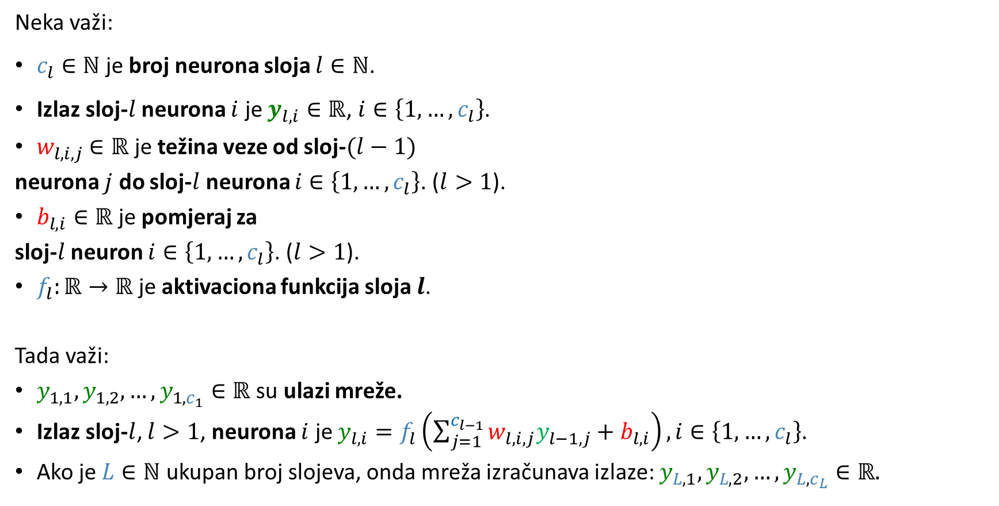 Neka važi:
• c_l ∈ ℕ je broj neurona sloja l ∈ ℕ.
• Izlaz sloj-l neurona i je y_{l,i} ∈ ℝ, i ∈ {1, … , c_l}.
• w_{l,i,j} ∈ ℝ je težina veze od sloj-(l − 1)
neurona j do sloj-l neurona i ∈ {1, … , c_l}. (l > 1).
• b_{l,i} ∈ ℝ je pomjeraj za
sloj-l neuron i ∈ {1, … , c_l}. (l > 1).
• f_l: ℝ → ℝ je aktivaciona funkcija sloja l.
Tada važi:
• y_{1,1}, y_{1,2}, … , y_{1,c_1} ∈ ℝ su ulazi mreže.
• Izlaz sloj-l, l > 1, neurona i je y_{l,i} = f_l (∑_{j=1}^{c_{l−1}} w_{l,i,j} y_{l−1,j} + b_{l,i}) , i ∈ {1, … , c_l}.
• Ako je L ∈ ℕ ukupan broj slojeva, onda mreža izračunava izlaze: y_{L,1}, y_{L,2}, … , y_{L,c_L} ∈ ℝ.